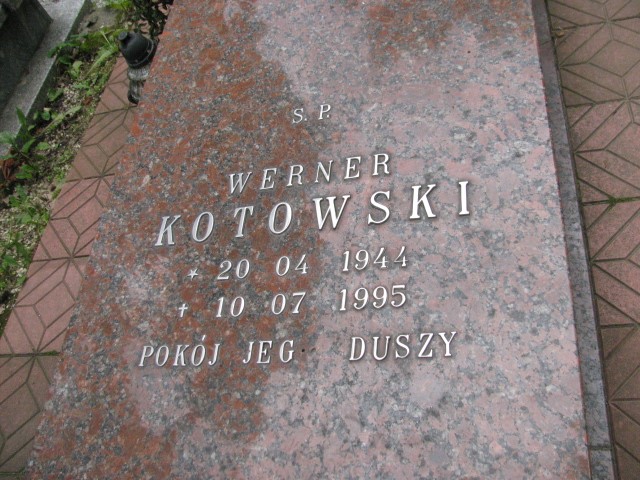 S. P.
WERNER
KOTOWSKI
* 20 04 1944
+ 10 07 1995
POKÓJ JEG DUSZY